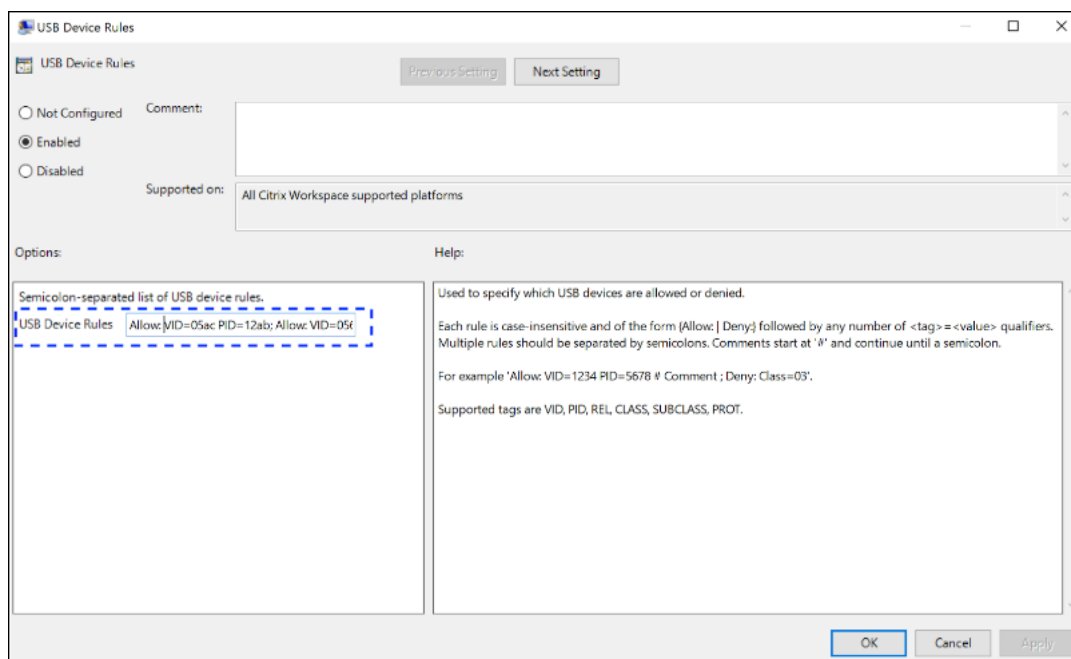 USB Device Rules
USB Device Rules
Previous Setting
Next Setting
Not Configured
Comment:
Enabled
Disabled
Supported on:
All Citrix Workspace supported platforms
Options:
Help:
Semicolon-separated list of USB device rules.
USB Device Rules
Allow: VID=05ac PID=12ab; Allow: VID=056
Used to specify which USB devices are allowed or denied.
Each rule is case-insensitive and of the form (Allow: | Deny:) followed by any number of <tag>=<value> qualifiers.
Multiple rules should be separated by semicolons. Comments start at '#' and continue until a semicolon.
For example 'Allow: VID=1234 PID=5678 # Comment ; Deny: Class=03'.
Supported tags are VID, PID, REL, CLASS, SUBCLASS, PROT.
OK
Cancel
Apply